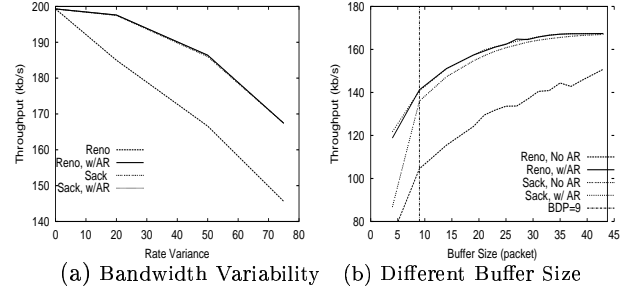 200
190
180
170
160
150
140
Throughput (kb/s)
Reno
Reno, w/AR
Sack
Sack, w/AR
0 10 20 30 40 50 60 70 80
Rate Variance
(a) Bandwidth Variability
180
160
140
120
100
80
Throughput (kb/s)
Reno, No AR
Reno, w/AR
Sack, No AR
Sack, w/ AR
BDP=9
0 5 10 15 20 25 30 35 40
Buffer Size (packet)
(b) Different Buffer Size